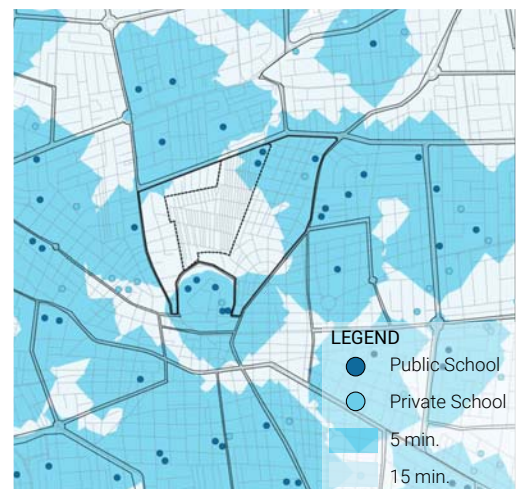 LEGEND
Public School
Private School
5 min.
15 min.